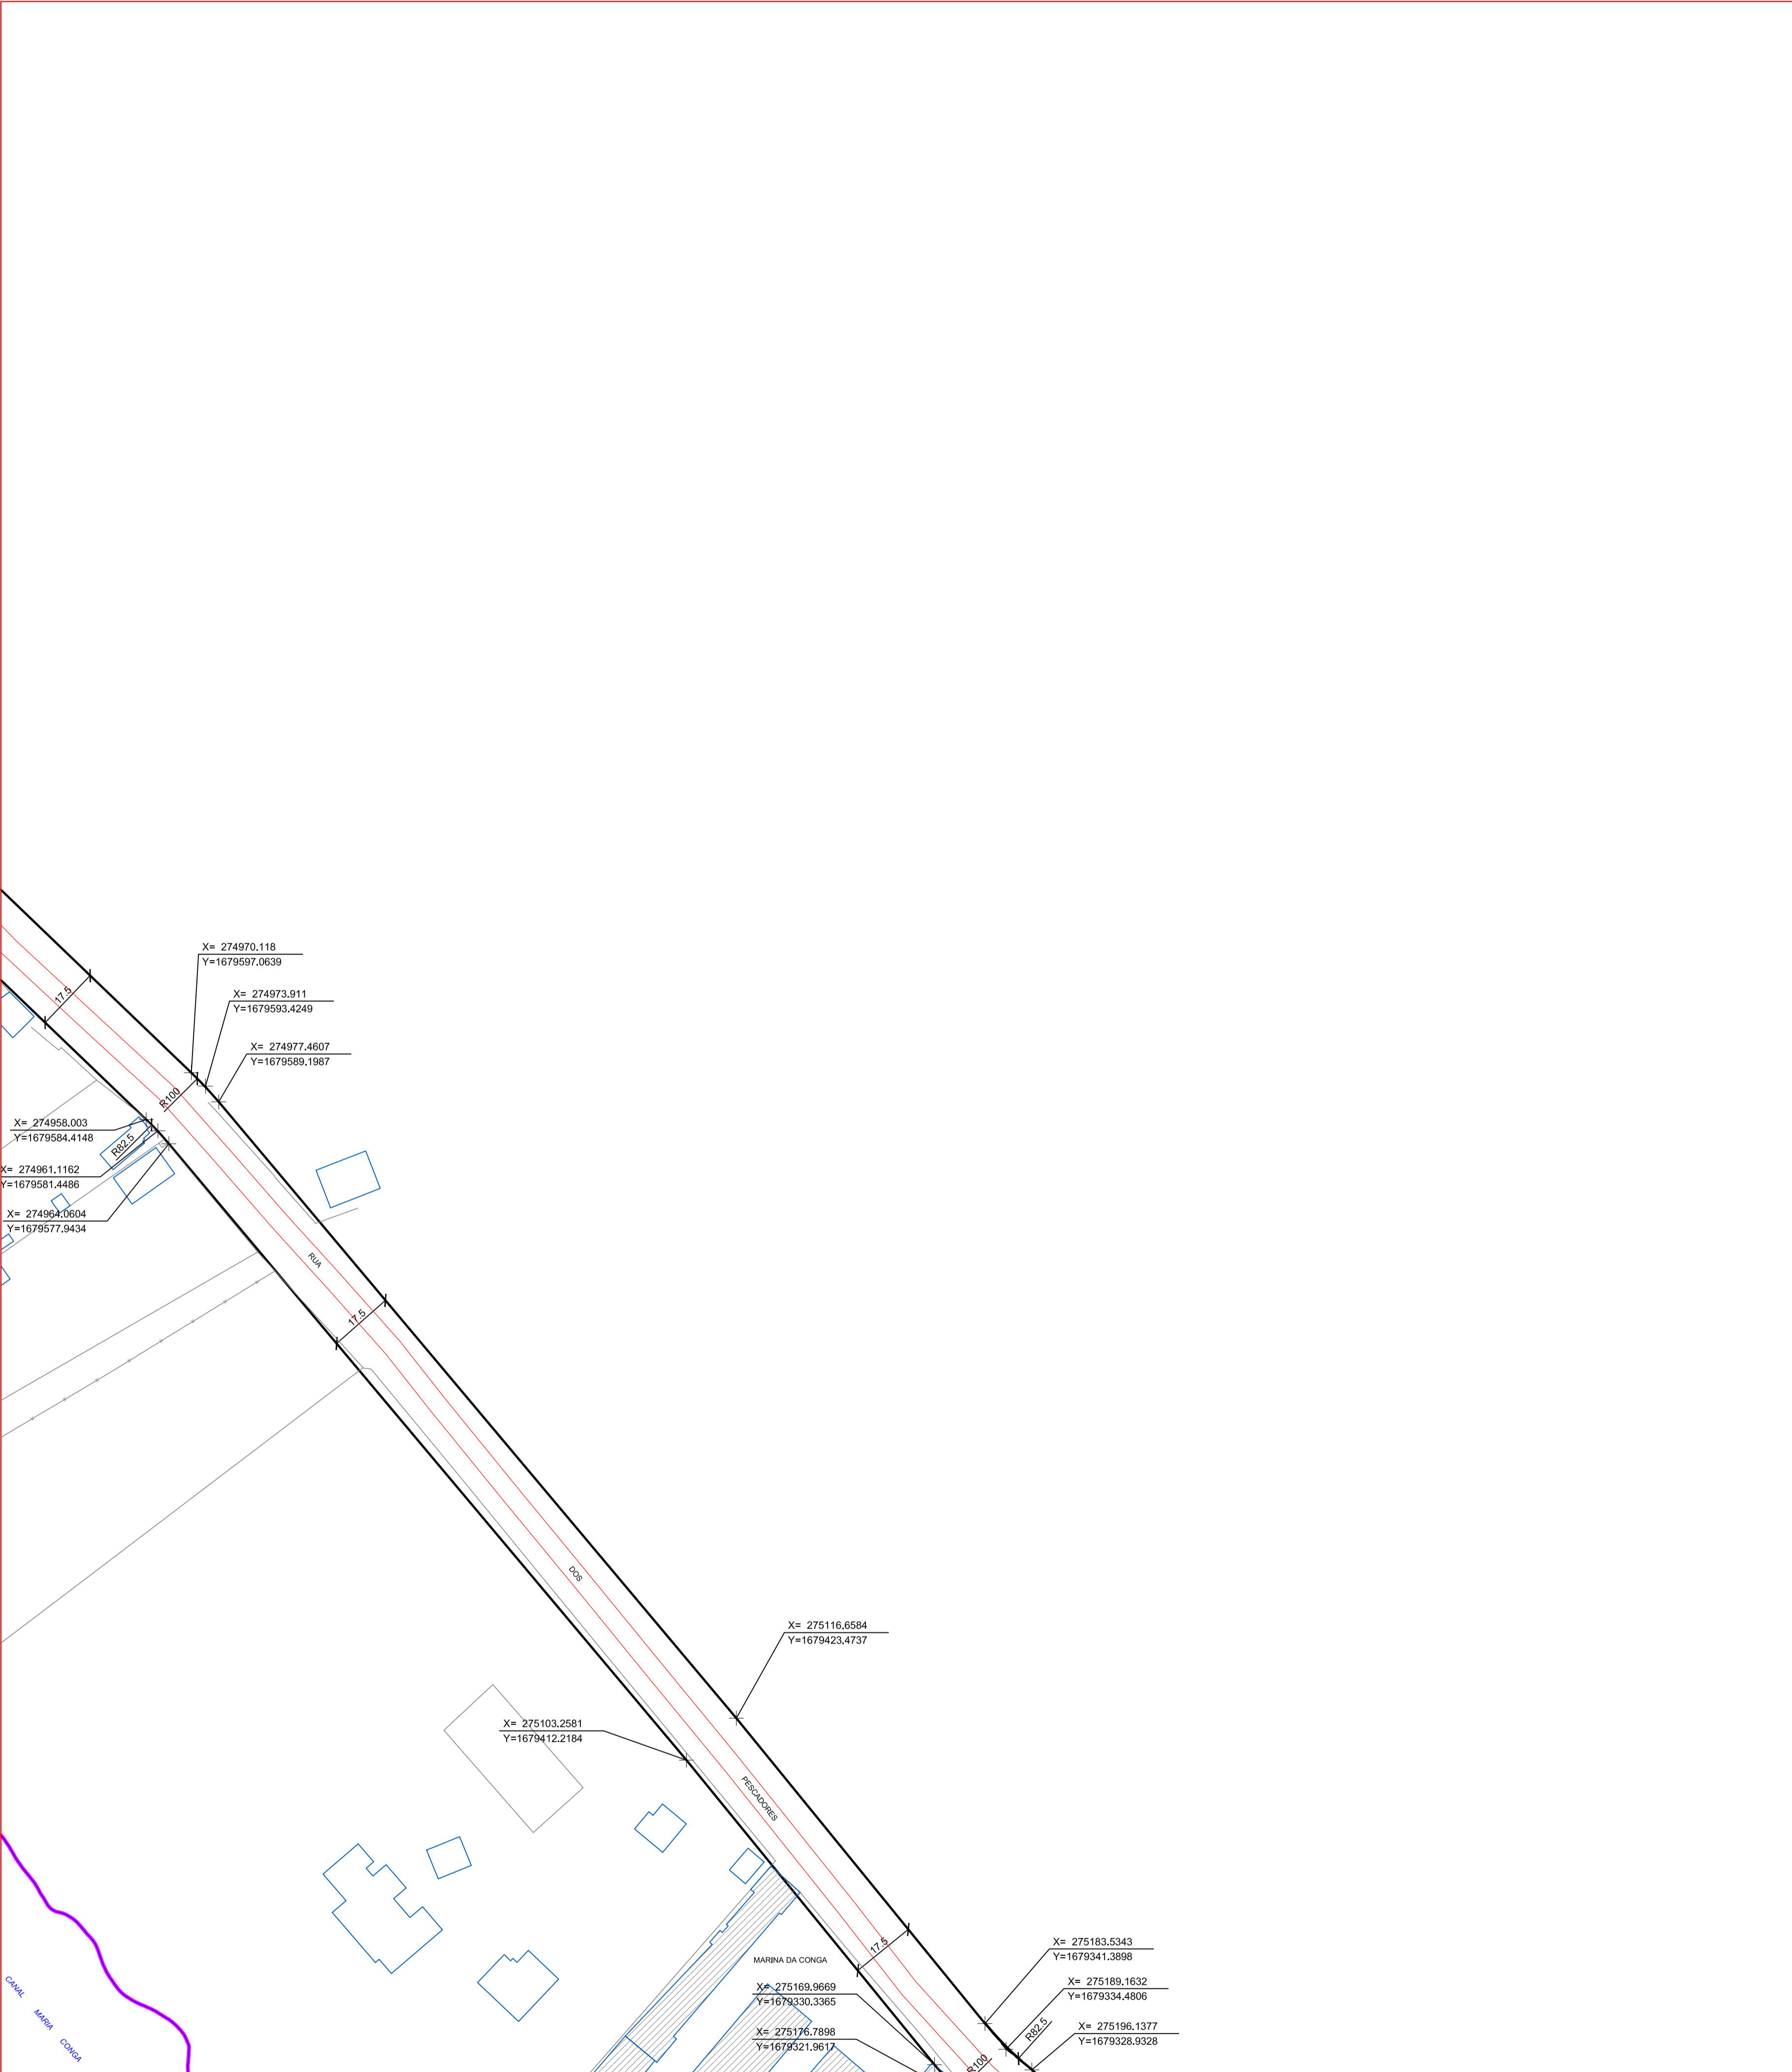 X= 274970.118
Y=1679597.0639
17.5
X= 274973.911
Y=1679593.4249
X= 274977.4607
Y=1679589.1987
R100
X= 274958.003
Y=1679584.4148
R82.5
X= 274961.1162
Y=1679581.4486
X= 274964.0604
Y=1679577.9434
RUA
17.5
DOS
X= 275116.6584
Y=1679423.4737
X= 275103.2581
Y=1679412.2184
PESCADORES
17.5
MARINA DA CONGA
X= 275183.5343
Y=1679341.3898
X= 275169.9669
Y=1679330.3365
X= 275189.1632
Y=1679334.4806
R82.5
X= 275196.1377
Y=1679328.9328
X= 275176.7898
Y=1679321.9617
R100
CANAL MARIA CONGA